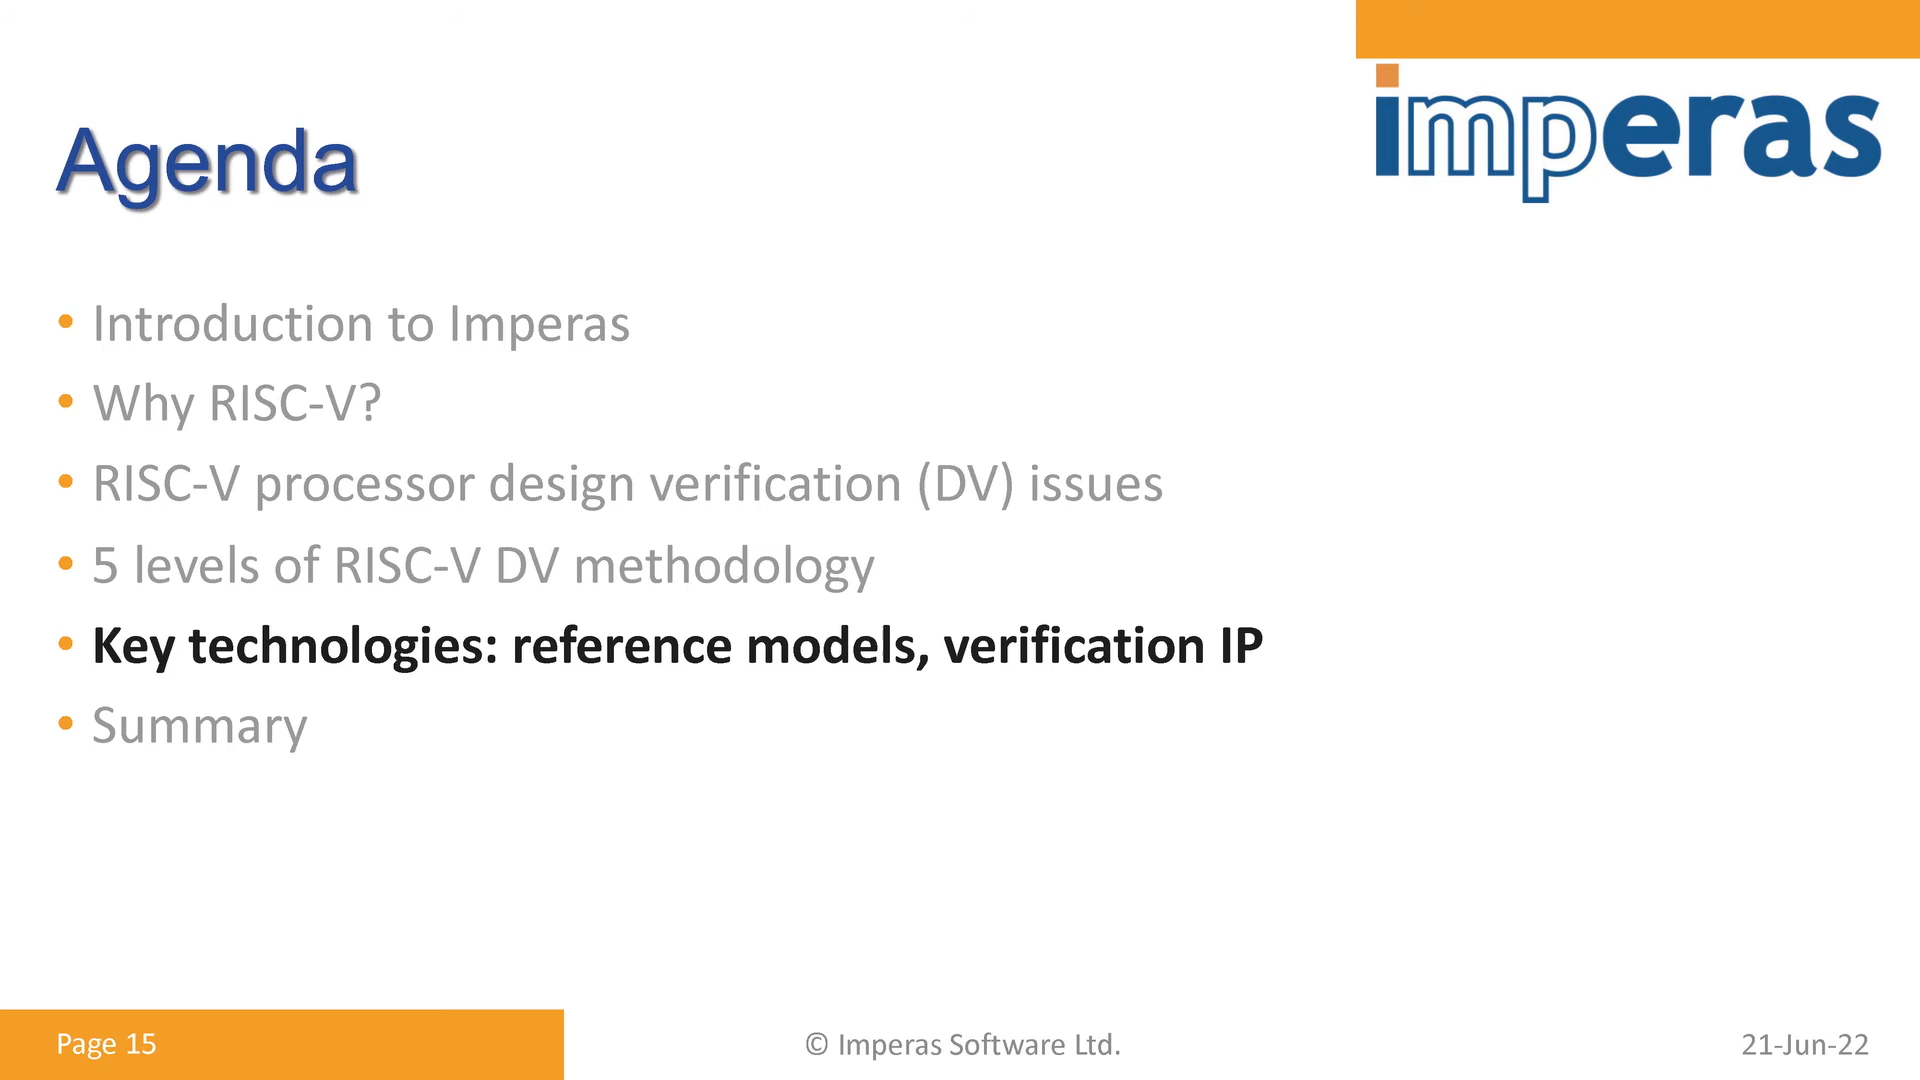 imperas
Agenda
• Introduction to Imperas
• Why RISC-V?
• RISC-V processor design verification (DV) issues
• 5 levels of RISC-V DV methodology
• Key technologies: reference models, verification IP
• Summary
Page 15
© Imperas Software Ltd.
21-Jun-22